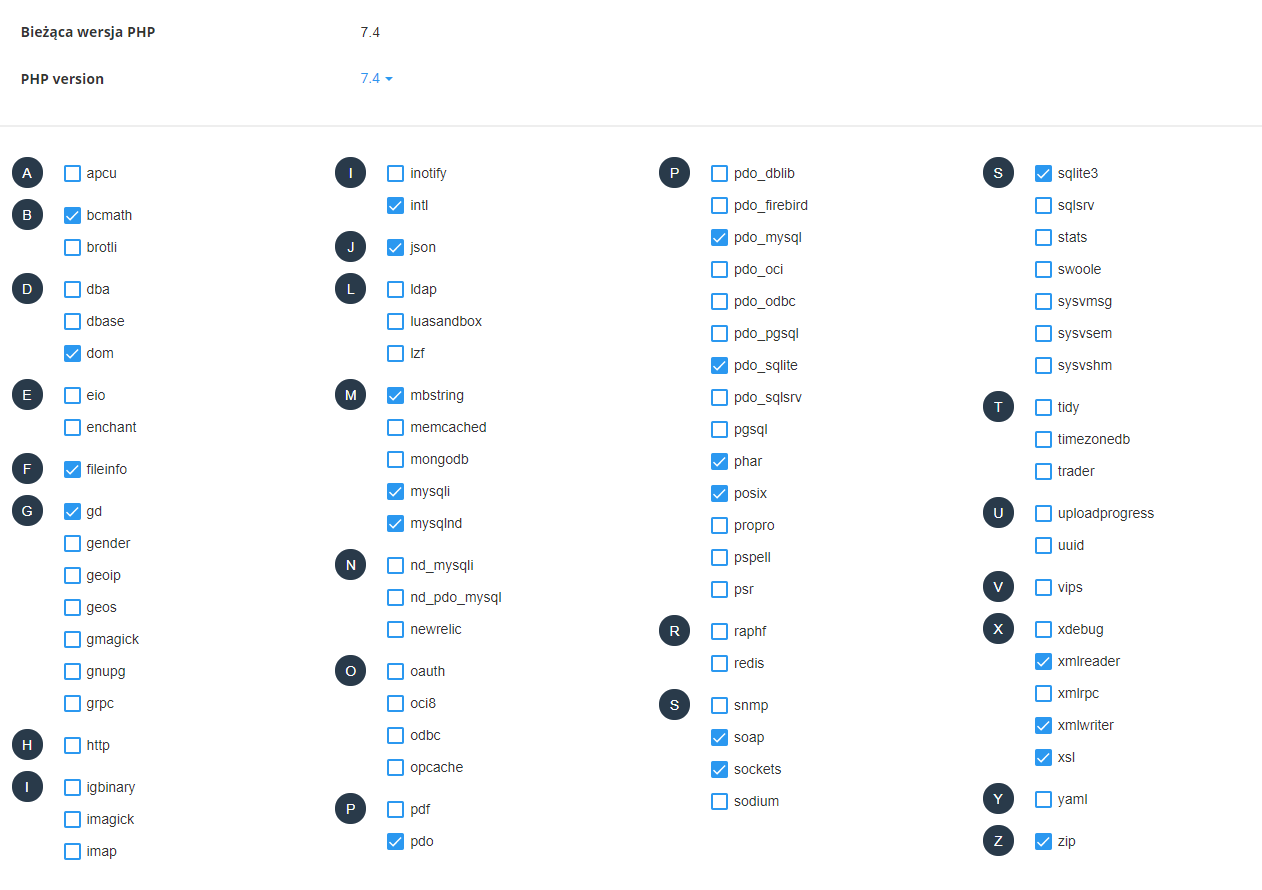 Bieżąca wersja PHP 7.4
PHP version 7.4
A apcu
B bcmath
brotli
D dba
dbase
dom
E eio
enchant
F fileinfo
G gd
gender
geoip
geos
gmagick
gnupg
grpc
H http
I igbinary
imagick
imap
I inotify
intl
J json
L ldap
luasandbox
lzf
M mbstring
memcached
mongodb
mysqli
mysqlnd
N nd_mysqli
nd_pdo_mysql
newrelic
O oauth
oci8
odbc
opcache
P pdf
pdo
P pdo_dblib
pdo_firebird
pdo_mysql
pdo_oci
pdo_odbc
pdo_pgsql
pdo_sqlite
pdo_sqlsrv
pgsql
phar
posix
propro
pspell
psr
R raphf
redis
S snmp
soap
sockets
sodium
S sqlite3
sqlsrv
stats
swoole
sysvmsg
sysvsem
sysvshm
T tidy
timezonedb
trader
U uploadprogress
uuid
V vips
X xdebug
xmlreader
xmlrpc
xmlwriter
xsl
Y yaml
Z zip